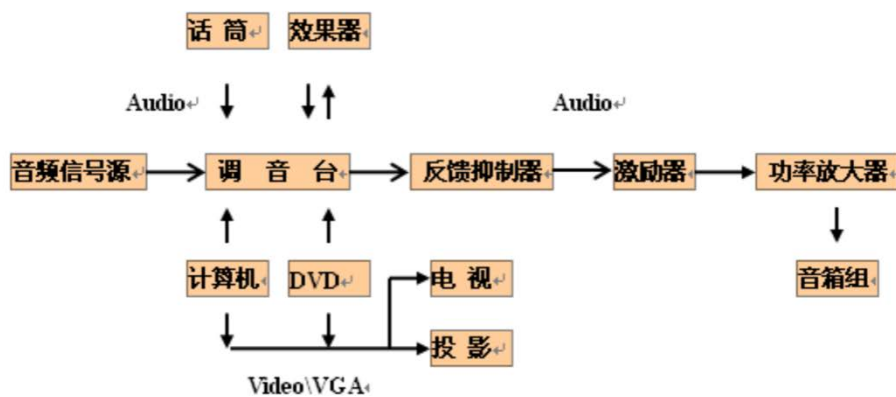 话 筒
效果器
Audio
Audio
音频信号源
调 音 台
反馈抑制器
激励器
功率放大器
计算机
DVD
电 视
音箱组
投 影
Video\VGA